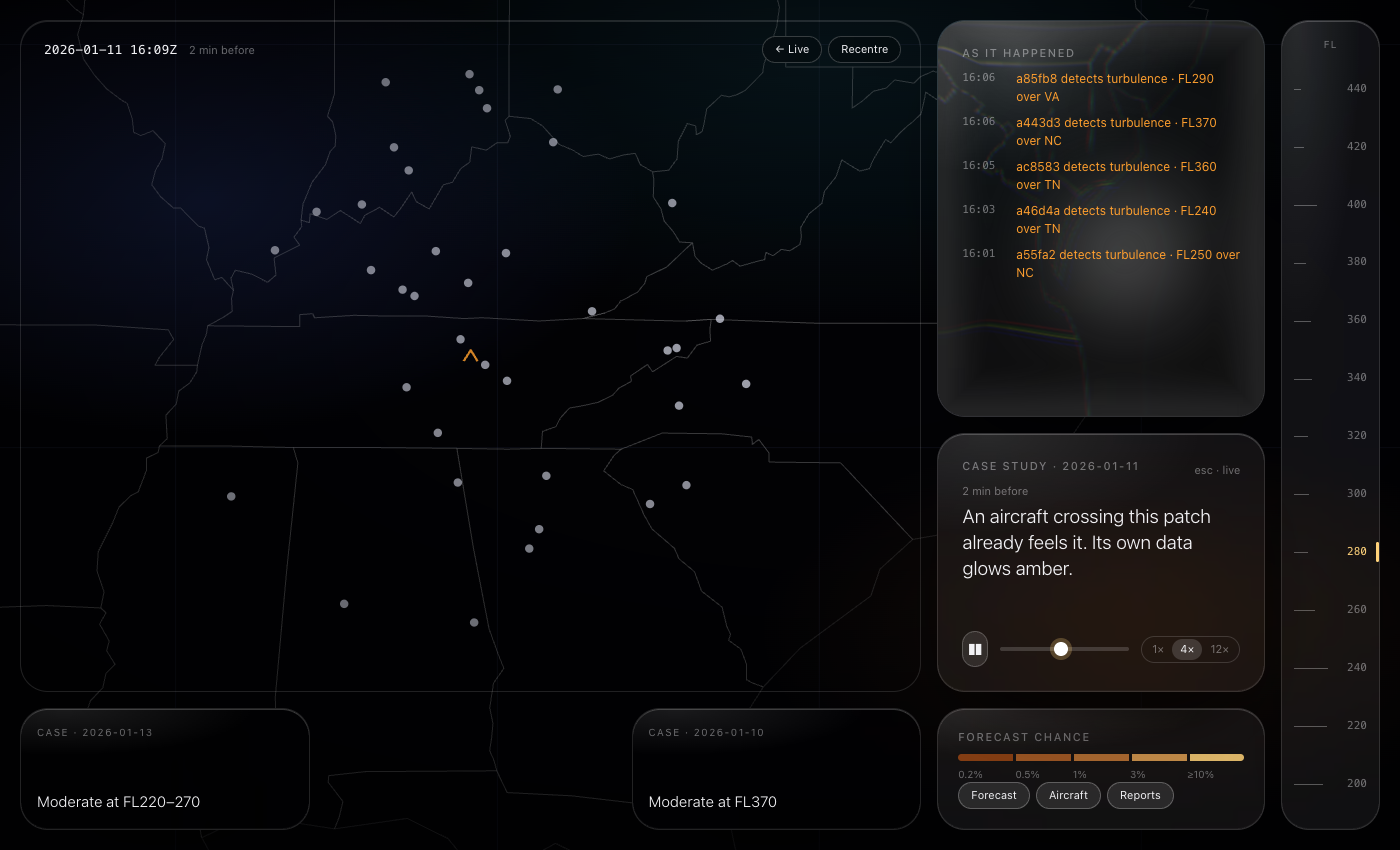 2026-01-11 16:09Z 2 min before
← Live
Recentre
AS IT HAPPENED
16:06 a85fb8 detects turbulence · FL290
over VA
16:06 a443d3 detects turbulence · FL370
over NC
16:05 ac8583 detects turbulence · FL360
over TN
16:03 a46d4a detects turbulence · FL240
over TN
16:01 a55fa2 detects turbulence · FL250 over
NC
CASE STUDY · 2026-01-11
esc · live
2 min before
An aircraft crossing this patch
already feels it. Its own data
glows amber.
1× 4× 12×
CASE · 2026-01-13
Moderate at FL220–270
CASE · 2026-01-10
Moderate at FL370
FORECAST CHANCE
0.2% 0.5% 1% 3% ≥10%
Forecast Aircraft Reports
FL
440
420
400
380
360
340
320
300
280
260
240
220
200